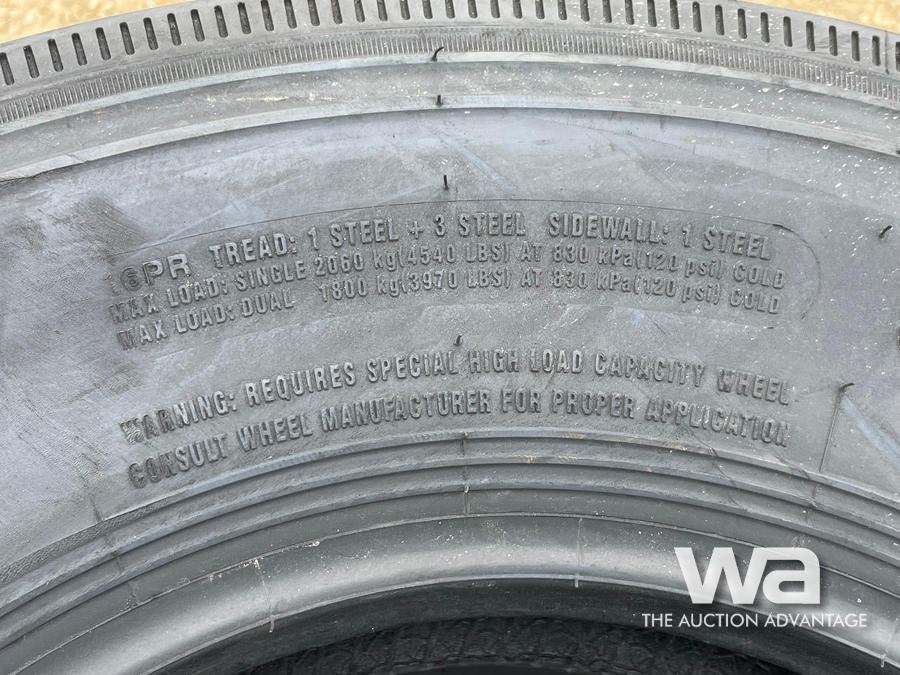 16PR TREAD: 1 STEEL + 3 STEEL SIDEWALL: 1 STEEL
MAX LOAD: SINGLE 2060 kg(4540 LBS) AT 830 kPa(120 psi) COLD
MAX LOAD: DUAL 1800 kg(3970 LBS) AT 830 kPa(120 psi) COLD
WARNING: REQUIRES SPECIAL HIGH LOAD CAPACITY WHEEL
CONSULT WHEEL MANUFACTURER FOR PROPER APPLICATION
wa
THE AUCTION ADVANTAGE